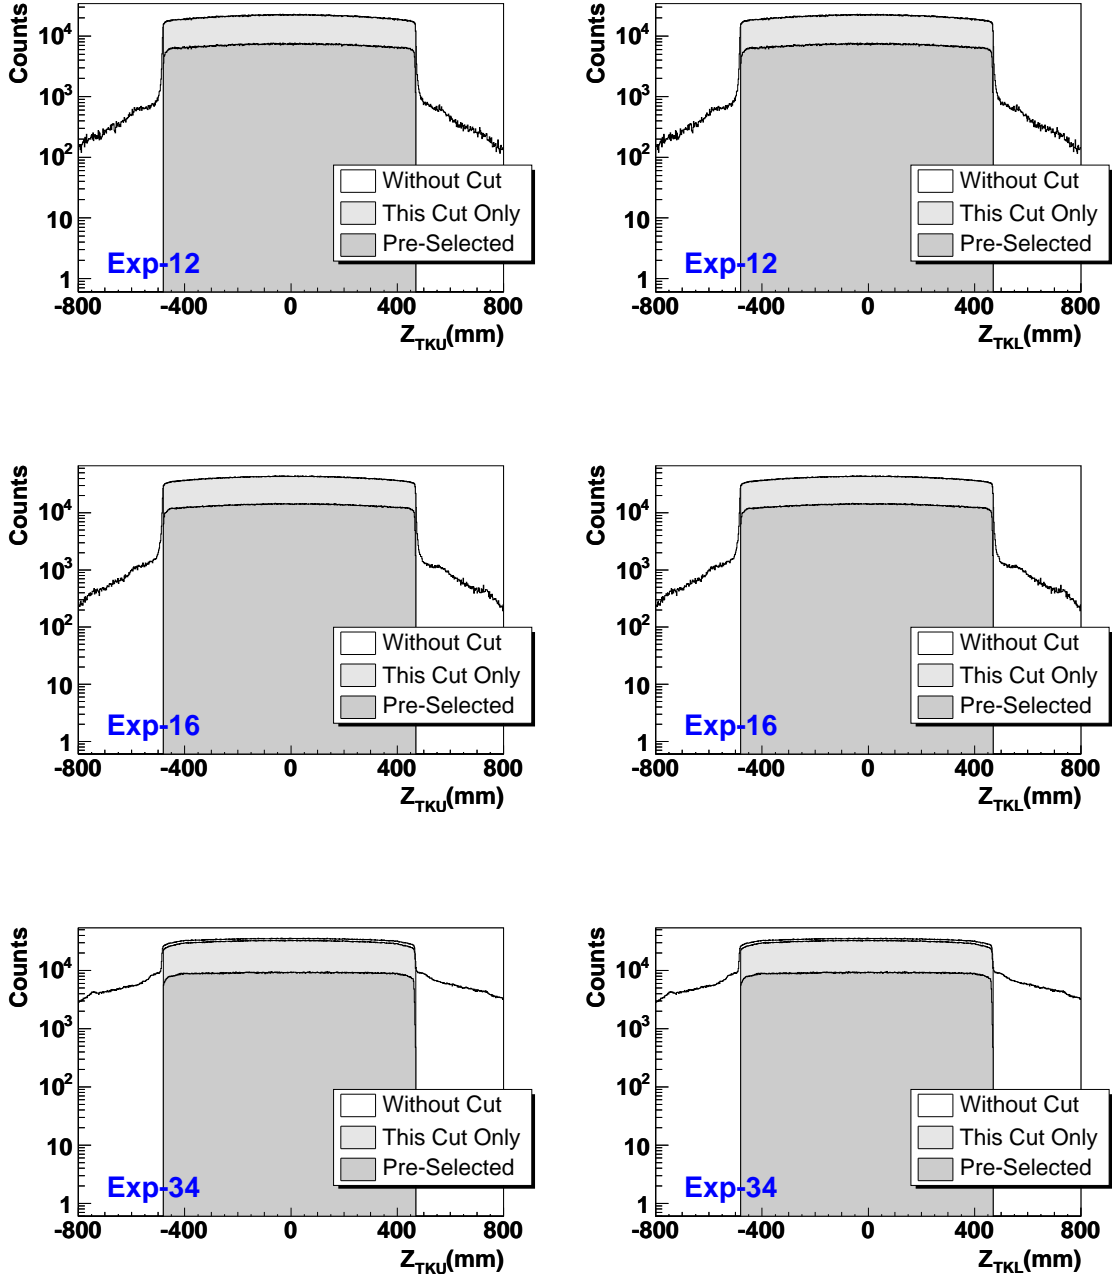 Counts
10^4
10^3
10^2
10
1
Without Cut
This Cut Only
Pre-Selected
Exp-12
-800 -400 0 400 800
Z_TKU(mm)
Counts
10^4
10^3
10^2
10
1
Without Cut
This Cut Only
Pre-Selected
Exp-12
-800 -400 0 400 800
Z_TKL(mm)
Counts
10^4
10^3
10^2
10
1
Without Cut
This Cut Only
Pre-Selected
Exp-16
-800 -400 0 400 800
Z_TKU(mm)
Counts
10^4
10^3
10^2
10
1
Without Cut
This Cut Only
Pre-Selected
Exp-16
-800 -400 0 400 800
Z_TKL(mm)
Counts
10^4
10^3
10^2
10
1
Without Cut
This Cut Only
Pre-Selected
Exp-34
-800 -400 0 400 800
Z_TKU(mm)
Counts
10^4
10^3
10^2
10
1
Without Cut
This Cut Only
Pre-Selected
Exp-34
-800 -400 0 400 800
Z_TKL(mm)